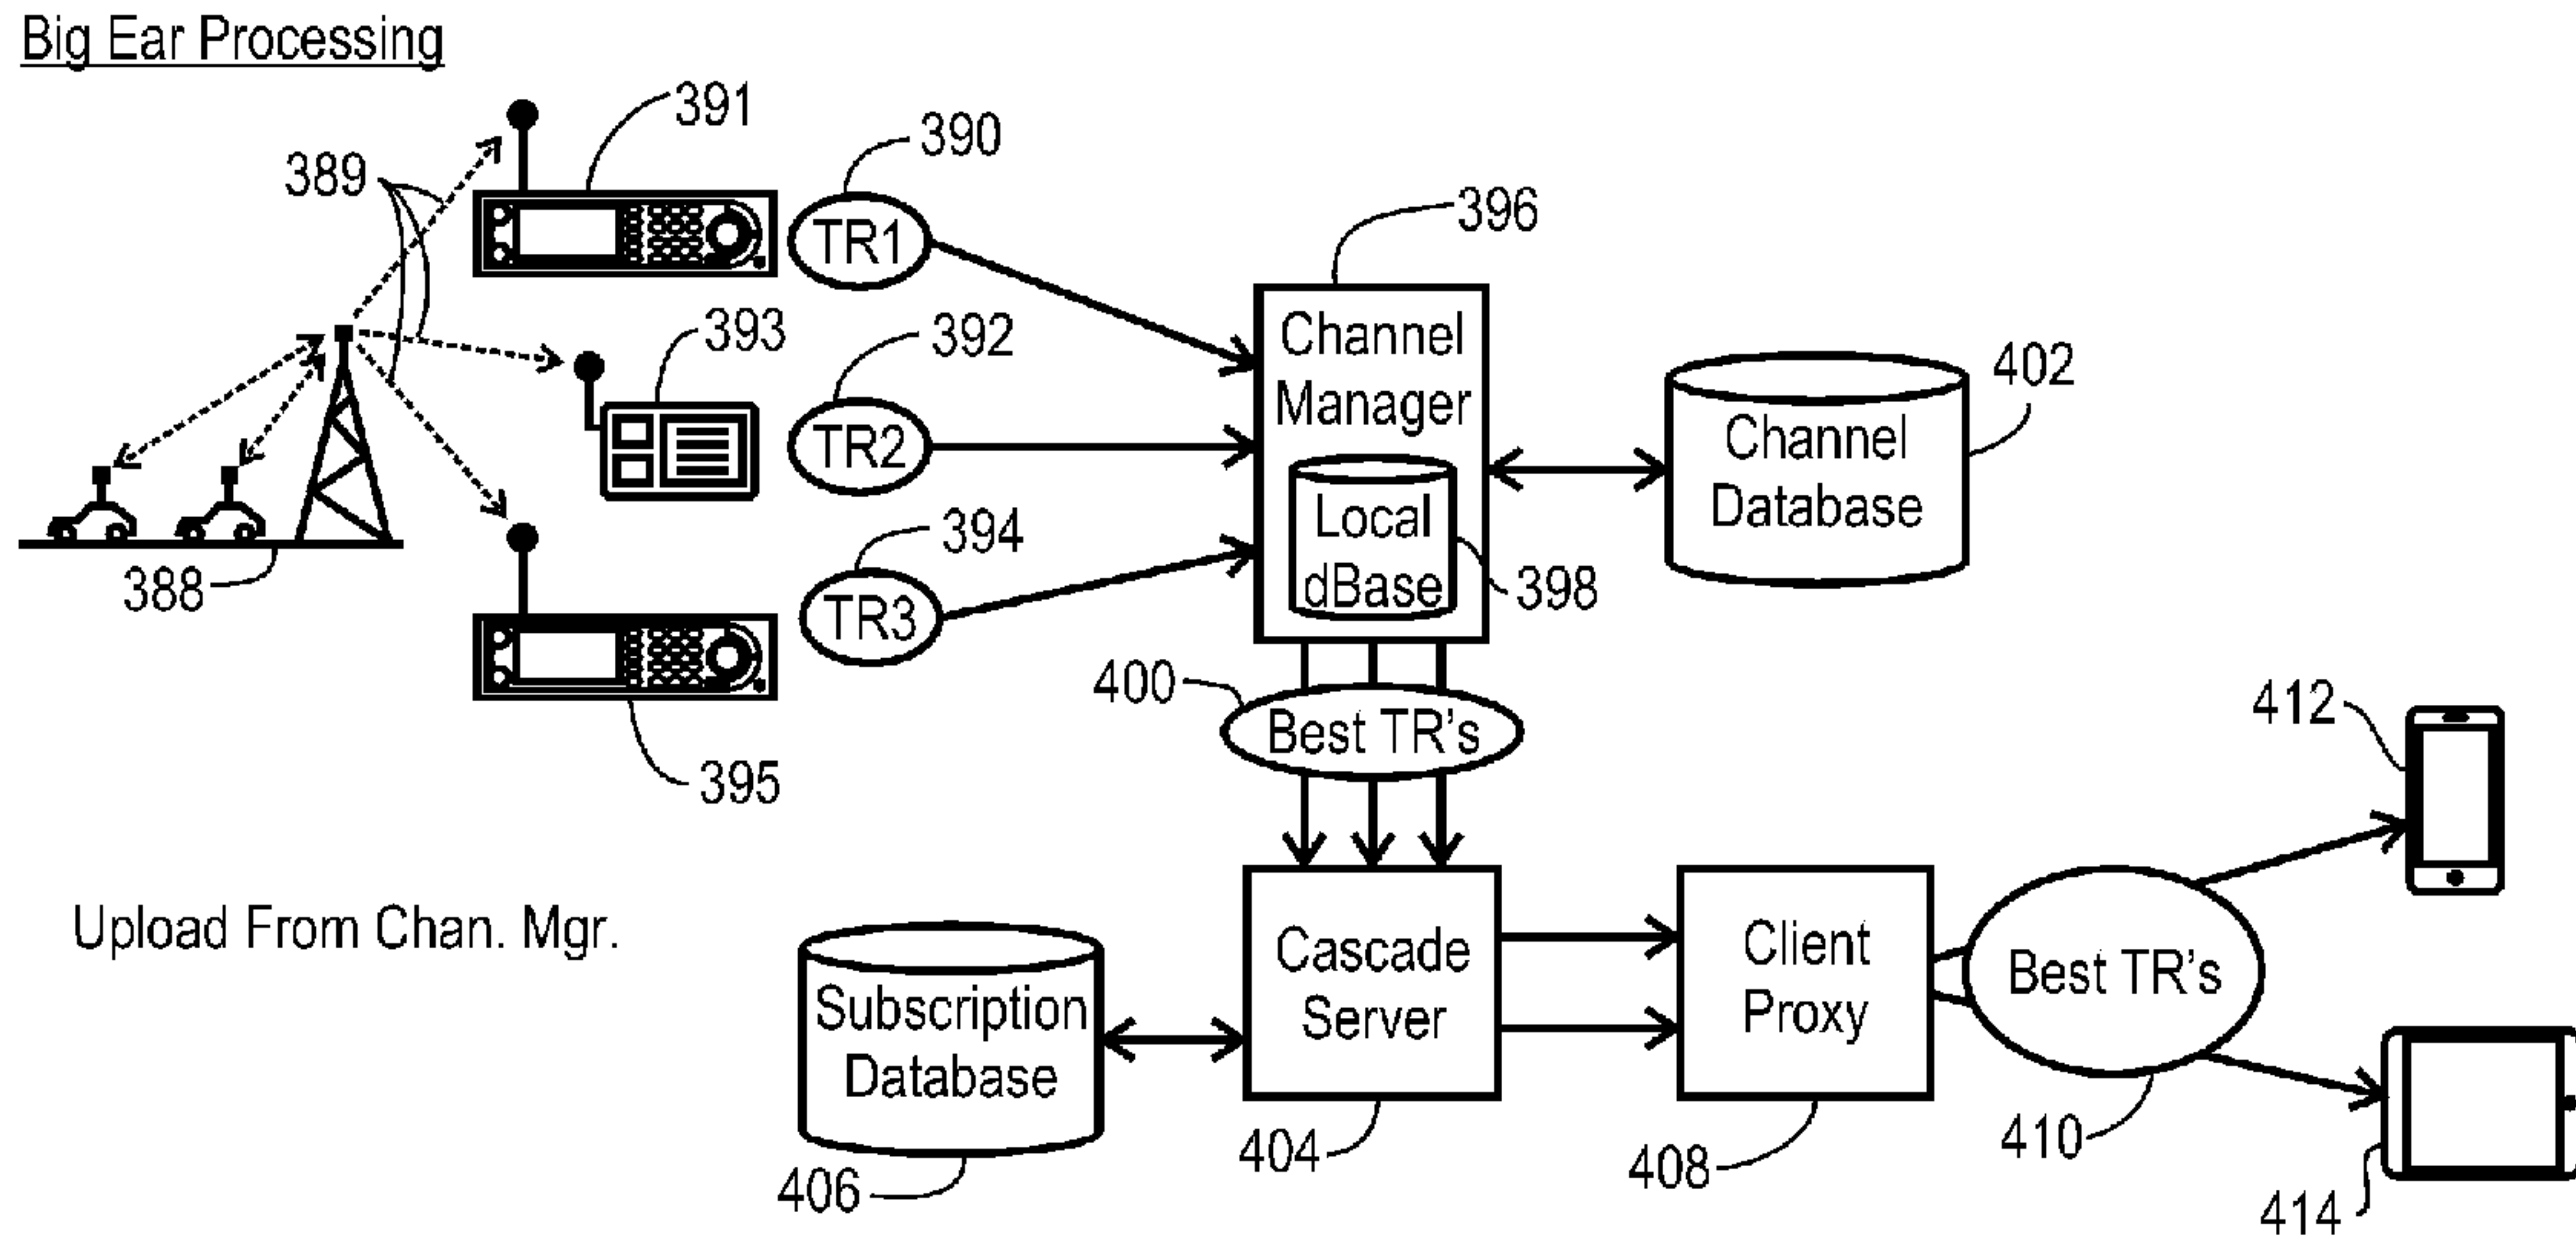 Big Ear Processing
391
390
389
TR1
396
393
392
Channel
Manager
402
TR2
Channel
Database
Local
dBase
394
398
388
TR3
400
Best TR's
395
412
Upload From Chan. Mgr.
Cascade
Server
Client
Proxy
Best TR's
Subscription
Database
406
404
408
410
414